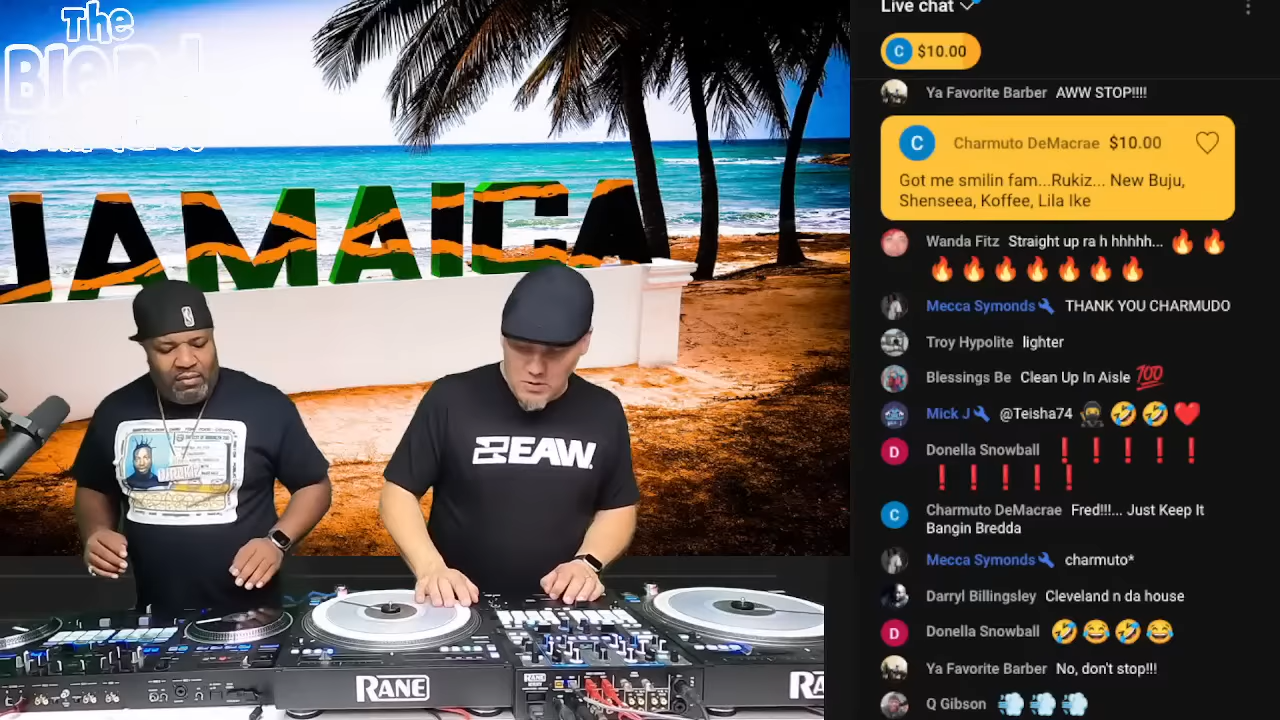 The
JAMAICA
EAW.
RANE
RANE
RA
Live chat
C $10.00
Ya Favorite Barber AWW STOP!!!!
C Charmuto DeMacrae $10.00
Got me smilin fam...Rukiz... New Buju,
Shenseea, Koffee, Lila Ike
Wanda Fitz Straight up ra h hhhhh... 🔥 🔥
🔥 🔥 🔥 🔥 🔥 🔥 🔥
Mecca Symonds THANK YOU CHARMUDO
Troy Hypolite lighter
Blessings Be Clean Up In Aisle 💯
Mick J @Teisha74 🥷 🤣 🤣 ❤️
D Donella Snowball ❗ ❗ ❗ ❗ ❗
❗ ❗ ❗ ❗ ❗
C Charmuto DeMacrae Fred!!!... Just Keep It
Bangin Bredda
Mecca Symonds charmuto*
Darryl Billingsley Cleveland n da house
D Donella Snowball 🤣 😂 🤣 😂
Ya Favorite Barber No, don't stop!!!
Q Gibson 💨 💨 💨